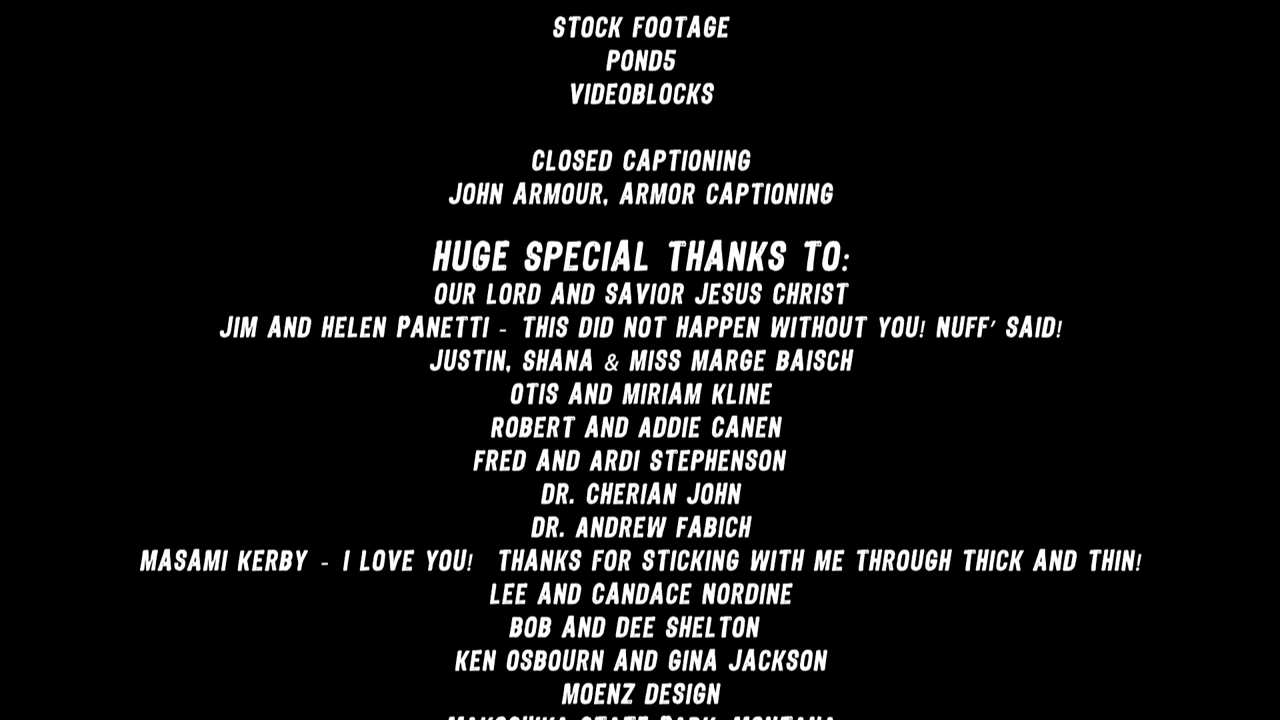 STOCK FOOTAGE
POND5
VIDEOBLOCKS
CLOSED CAPTIONING
JOHN ARMOUR, ARMOR CAPTIONING
HUGE SPECIAL THANKS TO:
OUR LORD AND SAVIOR JESUS CHRIST
JIM AND HELEN PANETTI - THIS DID NOT HAPPEN WITHOUT YOU! NUFF' SAID!
JUSTIN, SHANA & MISS MARGE BAISCH
OTIS AND MIRIAM KLINE
ROBERT AND ADDIE CANEN
FRED AND ARDI STEPHENSON
DR. CHERIAN JOHN
DR. ANDREW FABICH
MASAMI KERBY - I LOVE YOU! THANKS FOR STICKING WITH ME THROUGH THICK AND THIN!
LEE AND CANDACE NORDINE
BOB AND DEE SHELTON
KEN OSBOURN AND GINA JACKSON
MOENZ DESIGN
MAKOSHIKA STATE PARK, MONTANA